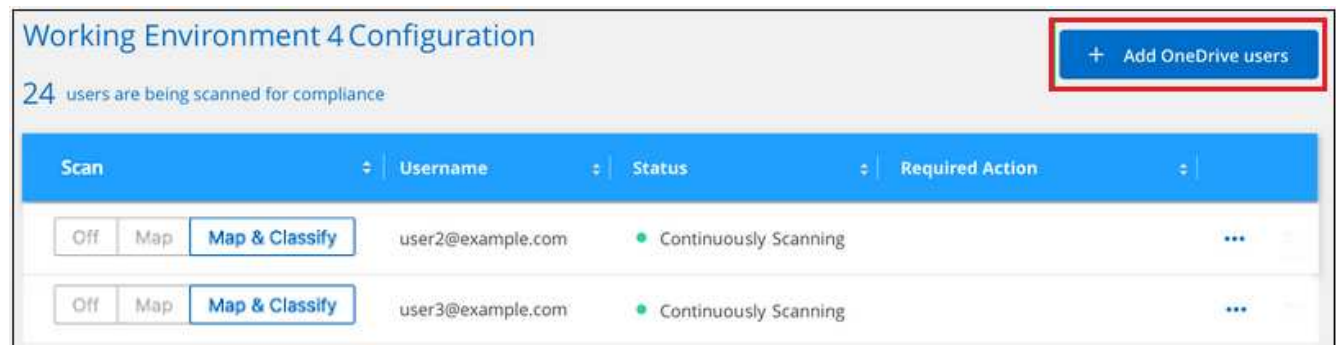 Working Environment 4 Configuration
+ Add OneDrive users
24 users are being scanned for compliance
Scan Username Status Required Action
Off Map Map & Classify user2@example.com Continuously Scanning ...
Off Map Map & Classify user3@example.com Continuously Scanning ...